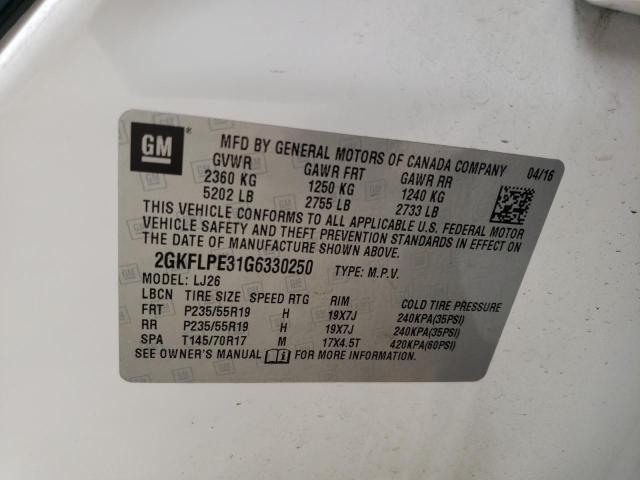 GM
MFD BY GENERAL MOTORS OF CANADA COMPANY 04/16
GVWR GAWR FRT GAWR RR
2360 KG 1250 KG 1240 KG
5202 LB 2755 LB 2733 LB
THIS VEHICLE CONFORMS TO ALL APPLICABLE U.S. FEDERAL MOTOR
VEHICLE SAFETY AND THEFT PREVENTION STANDARDS IN EFFECT ON
THE DATE OF MANUFACTURE SHOWN ABOVE.
2GKFLPE31G6330250 TYPE: M.P.V.
MODEL: LJ26
LBCN TIRE SIZE SPEED RTG RIM COLD TIRE PRESSURE
FRT P235/55R19 H 19X7J 240KPA(35PSI)
RR P235/55R19 H 19X7J 240KPA(35PSI)
SPA T145/70R17 M 17X4.5T 420KPA(60PSI)
SEE OWNER'S MANUAL FOR MORE INFORMATION.